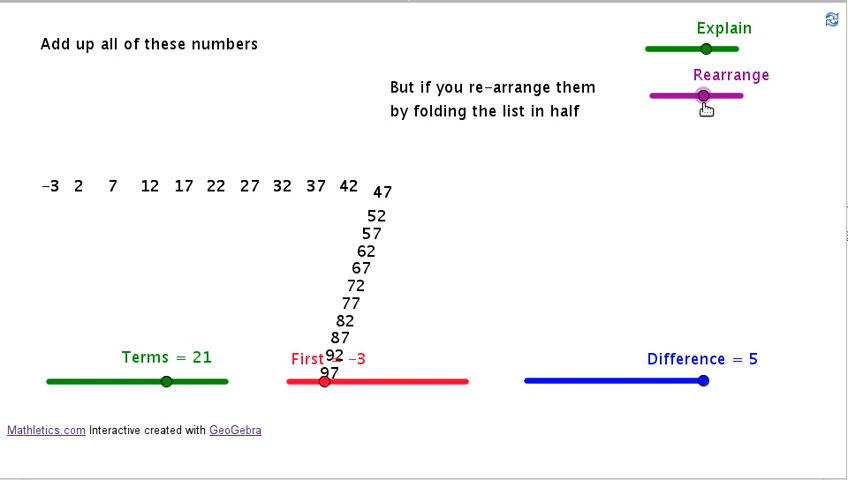 Explain
Add up all of these numbers
Rearrange
But if you re-arrange them
by folding the list in half
-3 2 7 12 17 22 27 32 37 42 47
52
57
62
67
72
77
82
87
92
97
Terms = 21
First = -3
Difference = 5
Mathletics.com Interactive created with GeoGebra